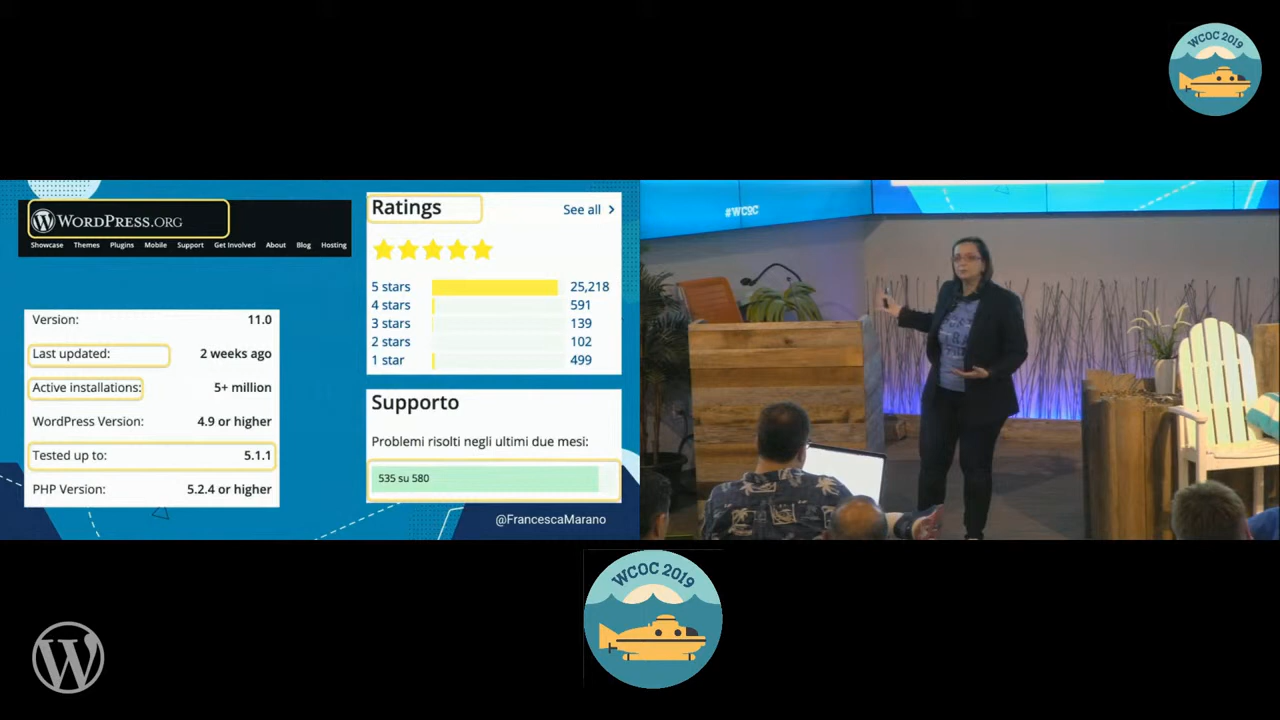 WCOC 2019
WORDPRESS.ORG
Showcase Themes Plugins Mobile Support Get Involved About Blog Hosting
Version: 11.0
Last updated: 2 weeks ago
Active installations: 5+ million
WordPress Version: 4.9 or higher
Tested up to: 5.1.1
PHP Version: 5.2.4 or higher
Ratings See all >
5 stars 25,218
4 stars 591
3 stars 139
2 stars 102
1 star 499
Supporto
Problemi risolti negli ultimi due mesi:
535 su 580
@FrancescaMarano
#WCOC
W
WCOC 2019